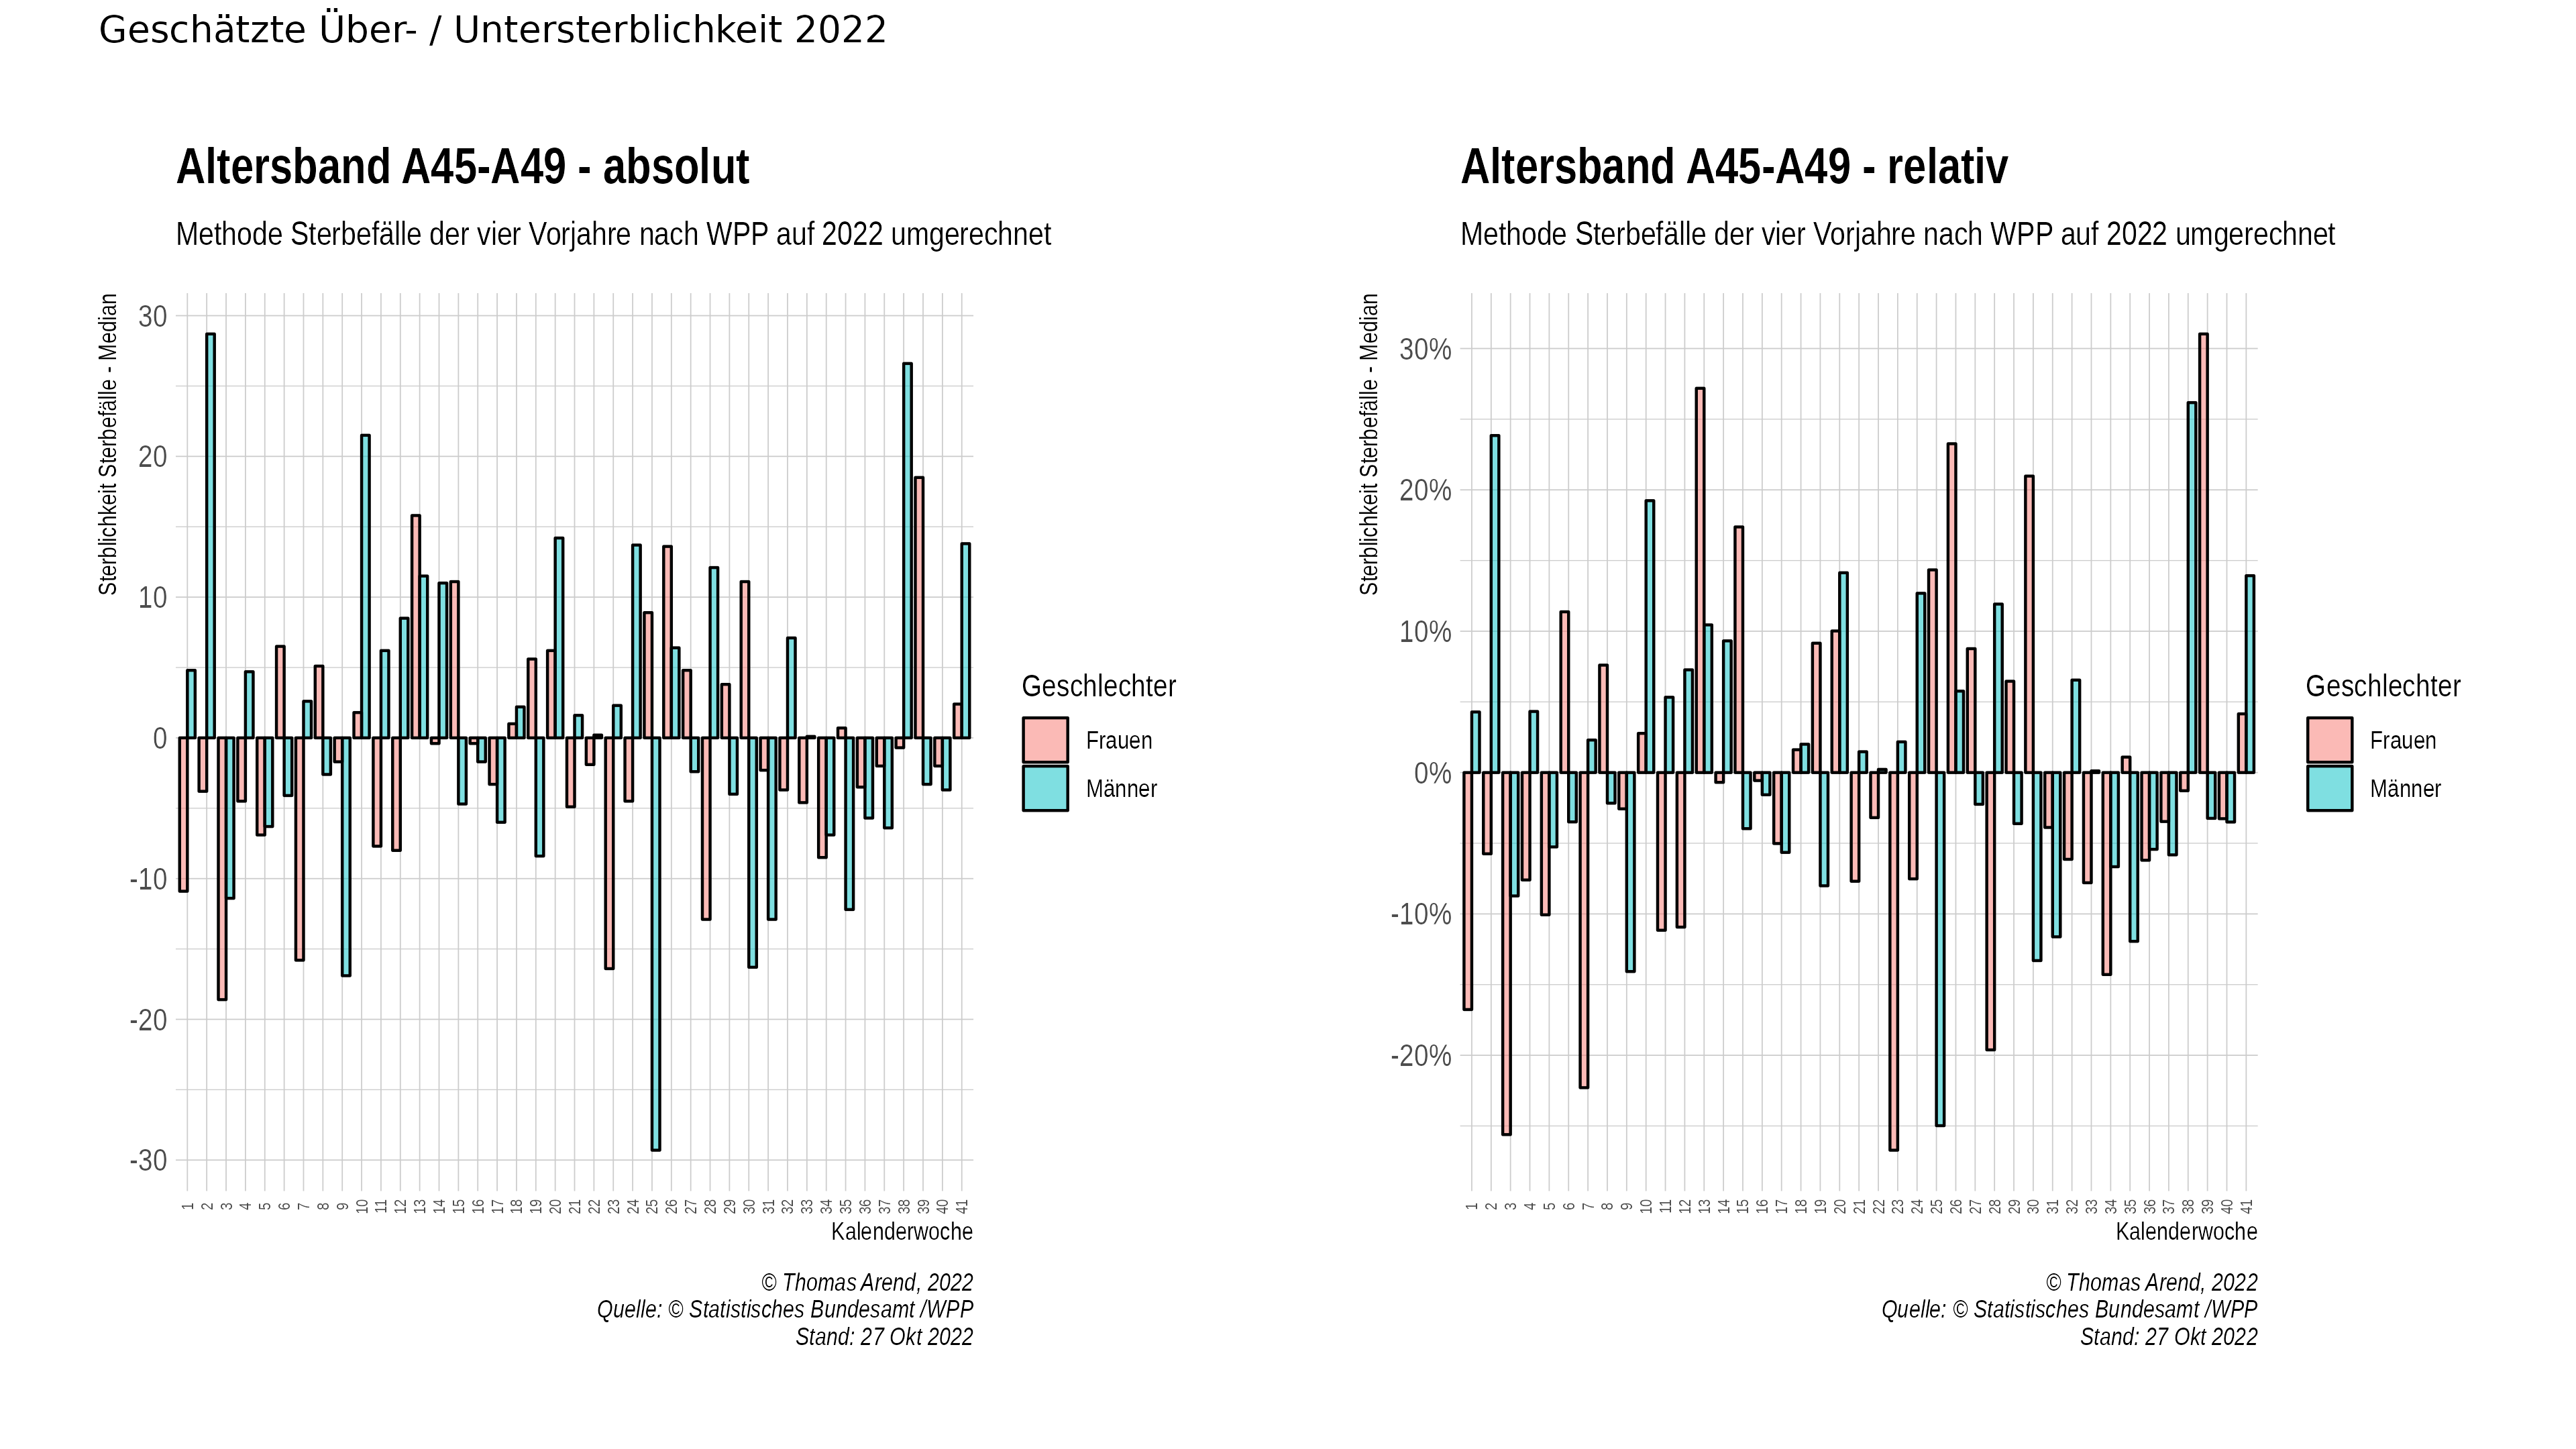 Geschätzte Über- / Untersterblichkeit 2022
Altersband A45-A49 - absolut
Methode Sterbefälle der vier Vorjahre nach WPP auf 2022 umgerechnet
Sterblichkeit Sterbefälle - Median
30
20
10
0
-10
-20
-30
1 2 3 4 5 6 7 8 9 10 11 12 13 14 15 16 17 18 19 20 21 22 23 24 25 26 27 28 29 30 31 32 33 34 35 36 37 38 39 40 41
Kalenderwoche
Geschlechter
Frauen
Männer
© Thomas Arend, 2022
Quelle: © Statistisches Bundesamt /WPP
Stand: 27 Okt 2022
Altersband A45-A49 - relativ
Methode Sterbefälle der vier Vorjahre nach WPP auf 2022 umgerechnet
Sterblichkeit Sterbefälle - Median
30%
20%
10%
0%
-10%
-20%
1 2 3 4 5 6 7 8 9 10 11 12 13 14 15 16 17 18 19 20 21 22 23 24 25 26 27 28 29 30 31 32 33 34 35 36 37 38 39 40 41
Kalenderwoche
Geschlechter
Frauen
Männer
© Thomas Arend, 2022
Quelle: © Statistisches Bundesamt /WPP
Stand: 27 Okt 2022